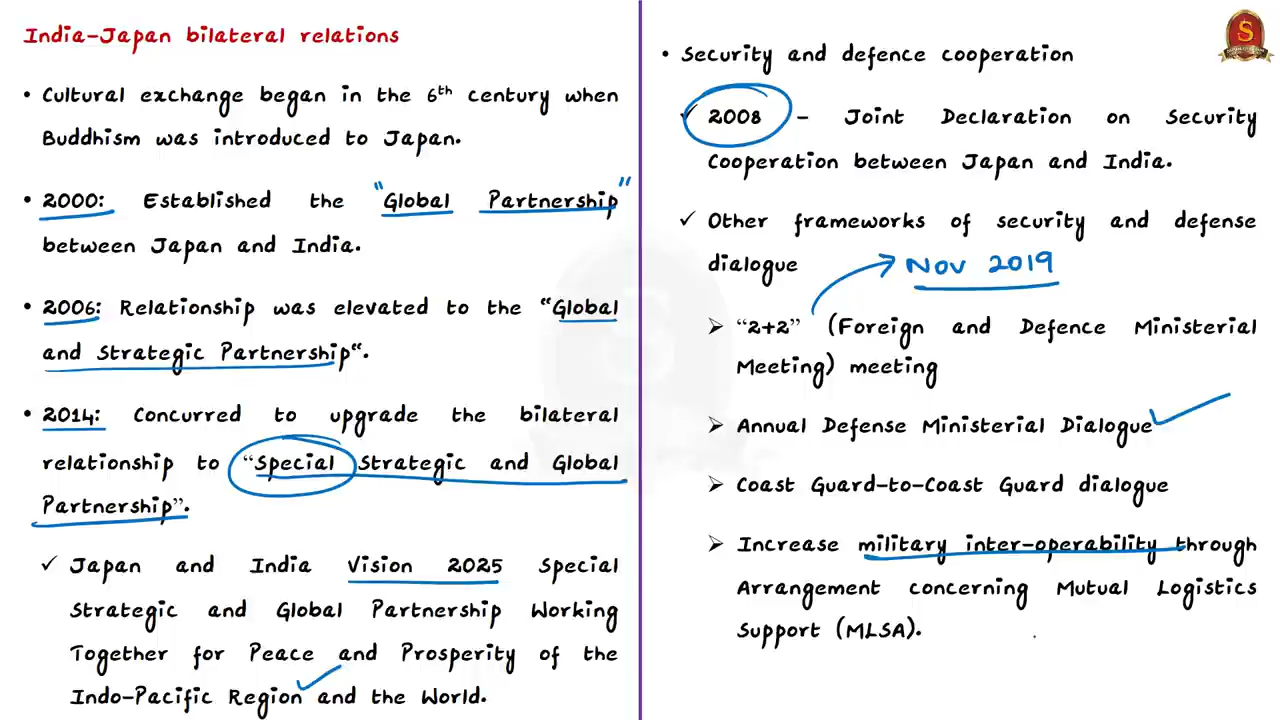 India-Japan bilateral relations
• Cultural exchange began in the 6th century when
Buddhism was introduced to Japan.
• 2000: Established the "Global Partnership"
between Japan and India.
• 2006: Relationship was elevated to the “Global
and Strategic Partnership“.
• 2014: Concurred to upgrade the bilateral
relationship to “Special Strategic and Global
Partnership”.
✓ Japan and India Vision 2025 Special
Strategic and Global Partnership Working
Together for Peace and Prosperity of the
Indo-Pacific Region and the World.
• Security and defence cooperation
✓ 2008 - Joint Declaration on Security
Cooperation between Japan and India.
✓ Other frameworks of security and defense
dialogue
Nov 2019
➢ “2+2” (Foreign and Defence Ministerial
Meeting) meeting
➢ Annual Defense Ministerial Dialogue
➢ Coast Guard-to-Coast Guard dialogue
➢ Increase military inter-operability through
Arrangement concerning Mutual Logistics
Support (MLSA).
S